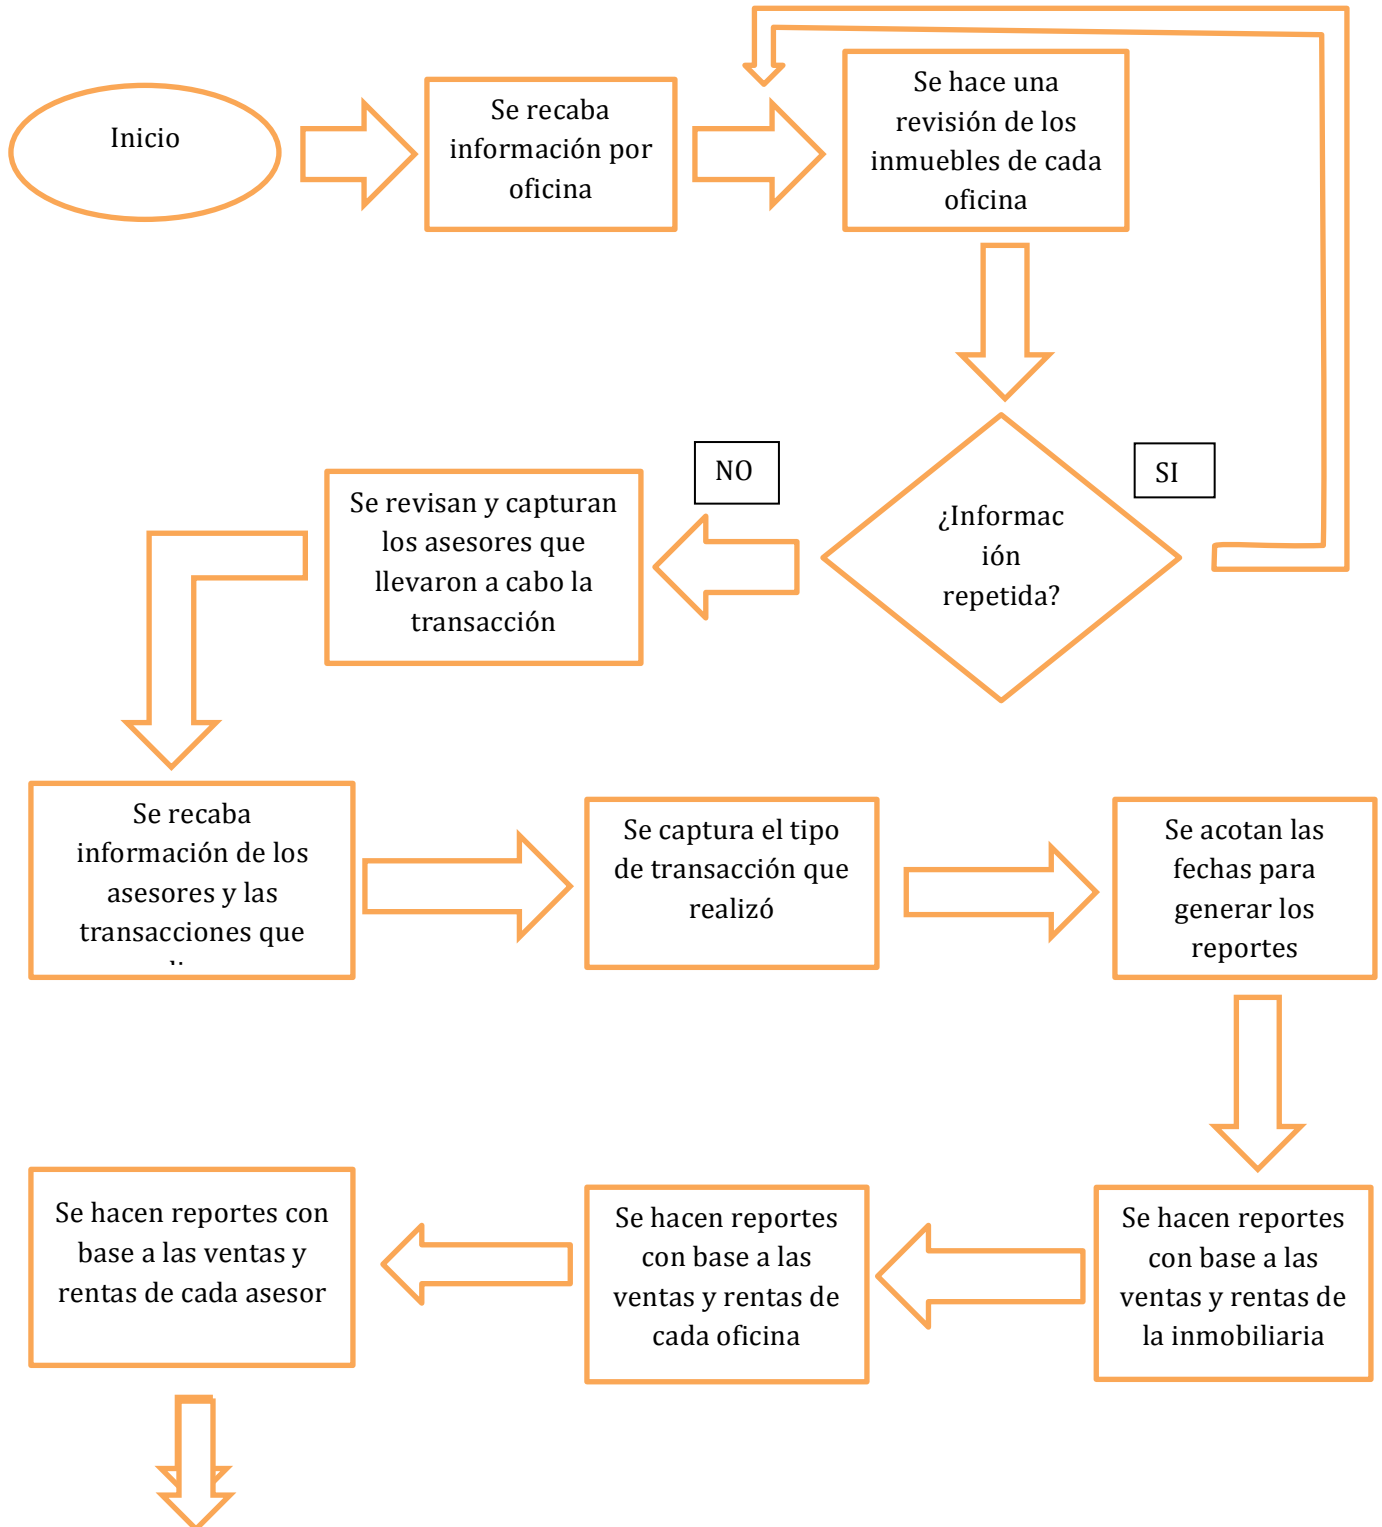 Inicio
Se recaba
información por
oficina
Se hace una
revisión de los
inmuebles de cada
oficina
¿Informac
ión
repetida?
SI
NO
Se revisan y capturan
los asesores que
llevaron a cabo la
transacción
Se recaba
información de los
asesores y las
transacciones que
Se captura el tipo
de transacción que
realizó
Se acotan las
fechas para
generar los
reportes
Se hacen reportes
con base a las
ventas y rentas de
la inmobiliaria
Se hacen reportes
con base a las
ventas y rentas de
cada oficina
Se hacen reportes con
base a las ventas y
rentas de cada asesor